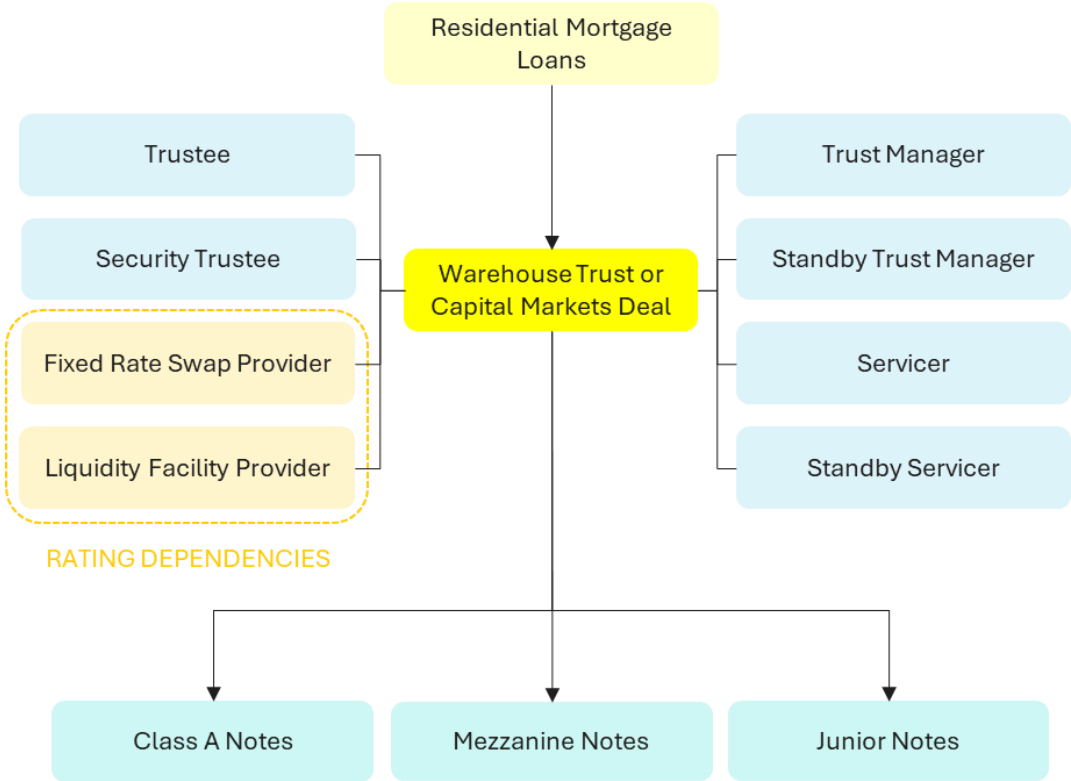 Residential Mortgage
Loans
Trustee
Trust Manager
Security Trustee
Warehouse Trust or
Capital Markets Deal
Standby Trust Manager
Fixed Rate Swap Provider
Servicer
Liquidity Facility Provider
Standby Servicer
RATING DEPENDENCIES
Class A Notes
Mezzanine Notes
Junior Notes